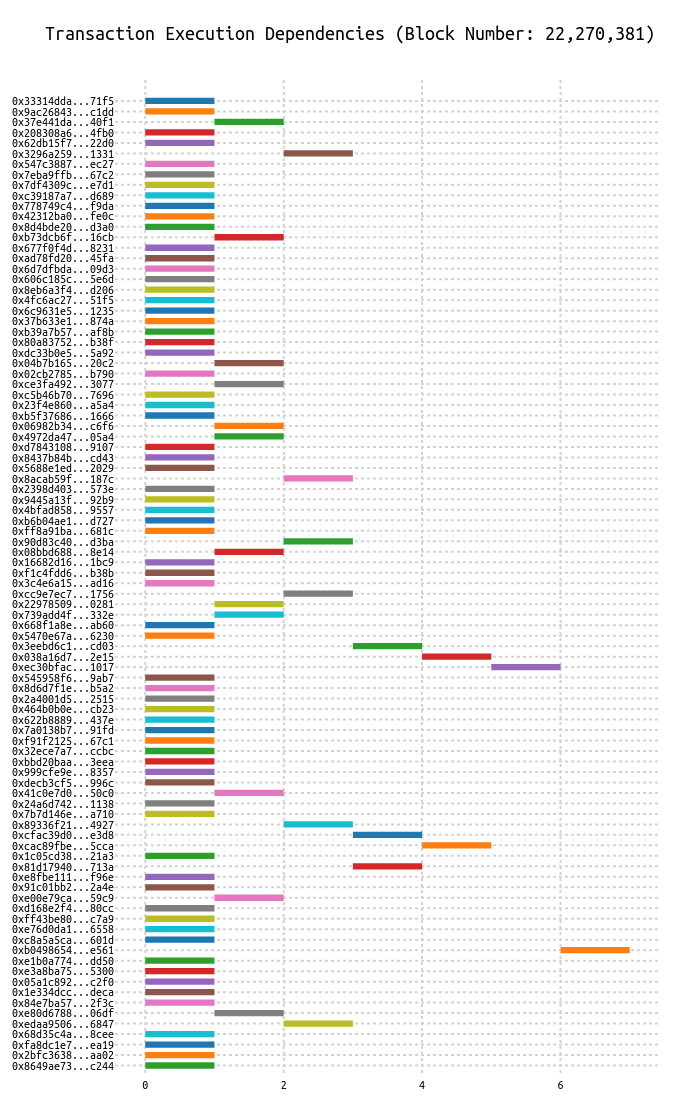 Transaction Execution Dependencies (Block Number: 22,270,381)
0x33314dda...71f5
0x9ac26843...c1dd
0x37e441da...40f1
0x208308a6...4fb0
0x62db15f7...22d0
0x3296a259...1331
0x547c3887...ec27
0x7eba9ffb...67c2
0x7df4309c...e7d1
0xc39187a7...d689
0x778749c4...f9da
0x42312ba0...fe0c
0x8d4bde20...d3a0
0xb73dcb6f...16cb
0x677f0f4d...8231
0xad78fd20...45fa
0x6d7dfbda...09d3
0x606c185c...5e6d
0x8eb6a3f4...d206
0x4fc6ac27...51f5
0x6c9631e5...1235
0x37b633e1...874a
0xb39a7b57...af8b
0x80a83752...b38f
0xdc33b0e5...5a92
0x04b7b165...20c2
0x02cb2785...b790
0xce3fa492...3077
0xc5b46b70...7696
0x23f4e860...a5a4
0xb5f37686...1666
0x06982b34...c6f6
0x4972da47...05a4
0xd7843108...9107
0x8437b84b...cd43
0x5688e1ed...2029
0x8acab59f...187c
0x2398d403...573e
0x9445a13f...92b9
0x4bfad858...9557
0xb6b04ae1...d727
0xff8a91ba...681c
0x90d83c40...d3ba
0x08bbd688...8e14
0x16682d16...1bc9
0xf1c4fdd6...b38b
0x3c4e6a15...ad16
0xcc9e7ec7...1756
0x22978509...0281
0x739add4f...332e
0x668f1a8e...ab60
0x5470e67a...6230
0x3eebd6c1...cd03
0x038a16d7...2e15
0xec30bfac...1017
0x545958f6...9ab7
0x8d6d7f1e...b5a2
0x2a4001d5...2515
0x464b0b0e...cb23
0x622b8889...437e
0x7a0138b7...91fd
0xf91f2125...67c1
0x32ece7a7...ccbc
0xbbd20baa...3eea
0x999cfe9e...8357
0xdecb3cf5...996c
0x41c0e7d0...50c0
0x24a6d742...1138
0x7b7d146e...a710
0x89336f21...4927
0xcfac39d0...e3d8
0xcac89fbe...5cca
0x1c05cd38...21a3
0x81d17940...713a
0xe8fbe111...f96e
0x91c01bb2...2a4e
0xe00e79ca...59c9
0xd168e2f4...80cc
0xff43be80...c7a9
0xe76d0da1...6558
0xc8a5a5ca...601d
0xb0498654...e561
0xe1b0a774...dd50
0xe3a8ba75...5300
0x05a1c892...c2f0
0x1e334dcc...deca
0x84e7ba57...2f3c
0xe80d6788...06df
0xedaa9506...6847
0x68d35c4a...8cee
0xfa8dc1e7...ea19
0x2bfc3638...aa02
0x8649ae73...c244
0 2 4 6